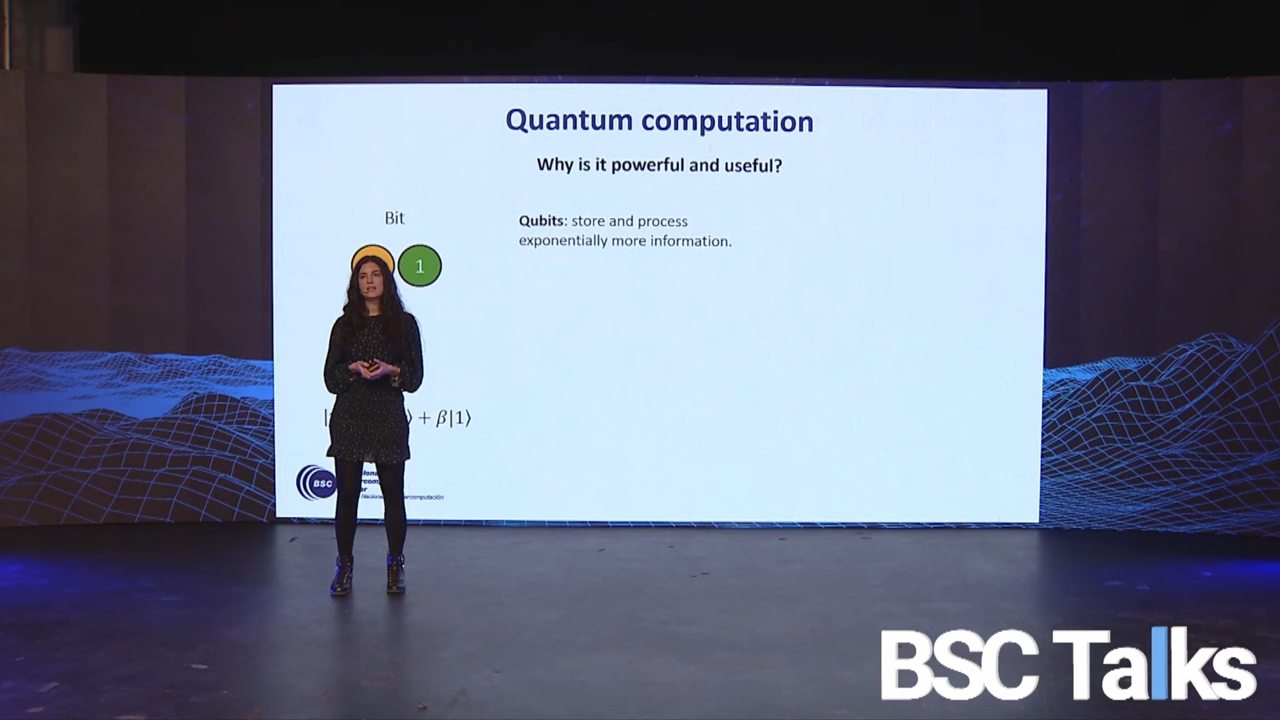 Quantum computation
Why is it powerful and useful?
Bit
1
Qubits: store and process
exponentially more information.
⟩ + β|1⟩
BSC
BSC Talks